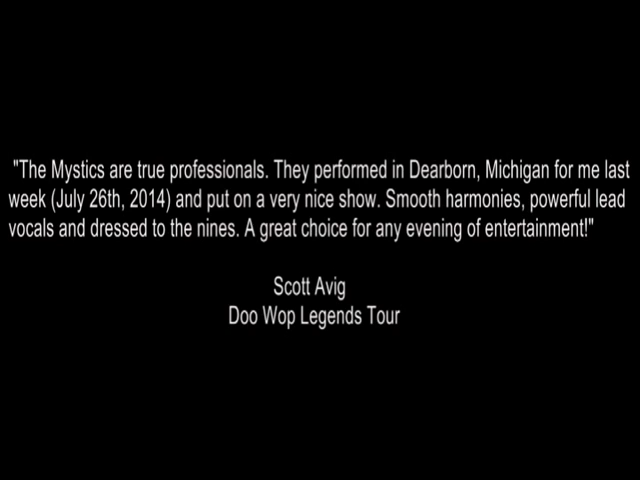 "The Mystics are true professionals. They performed in Dearborn, Michigan for me last
week (July 26th, 2014) and put on a very nice show. Smooth harmonies, powerful lead
vocals and dressed to the nines. A great choice for any evening of entertainment!"
Scott Avig
Doo Wop Legends Tour